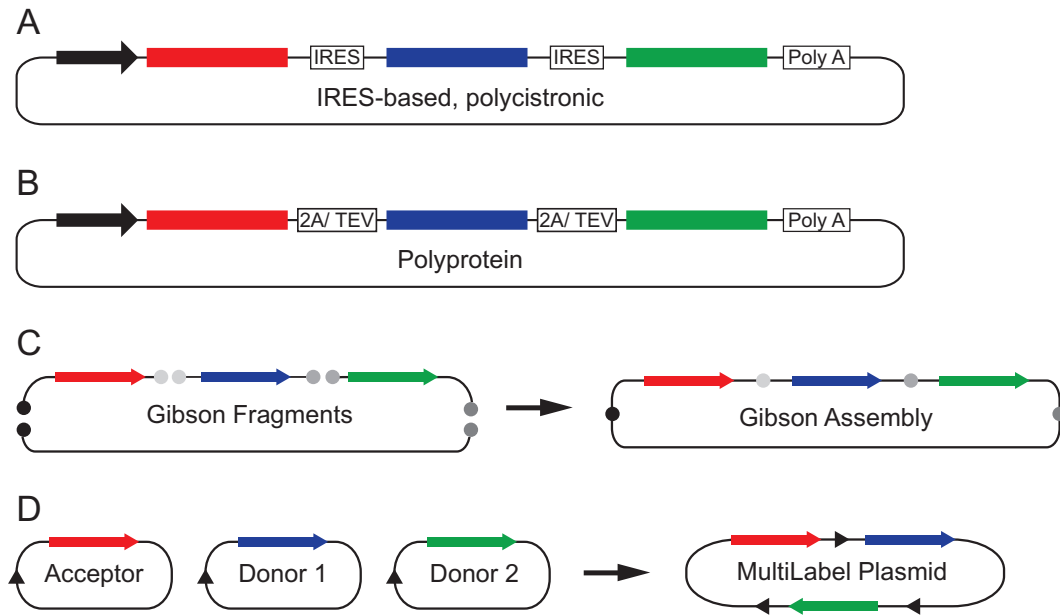 A
IRES IRES Poly A
IRES-based, polycistronic
B
2A/ TEV 2A/ TEV Poly A
Polyprotein
C
Gibson Fragments Gibson Assembly
D
Acceptor Donor 1 Donor 2 MultiLabel Plasmid